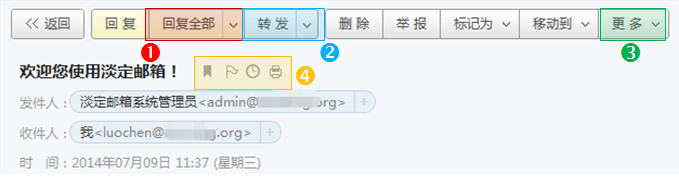 << 返回 回 复 回复全部 转 发 删 除 举 报 标记为 移动到 更 多
1 2 3
欢迎您使用淡定邮箱！ 4
发件人： 淡定邮箱系统管理员<admin@ g.org> +
收件人： 我<luochen@ g.org> +
时 间：2014年07月09日 11:37 (星期三)